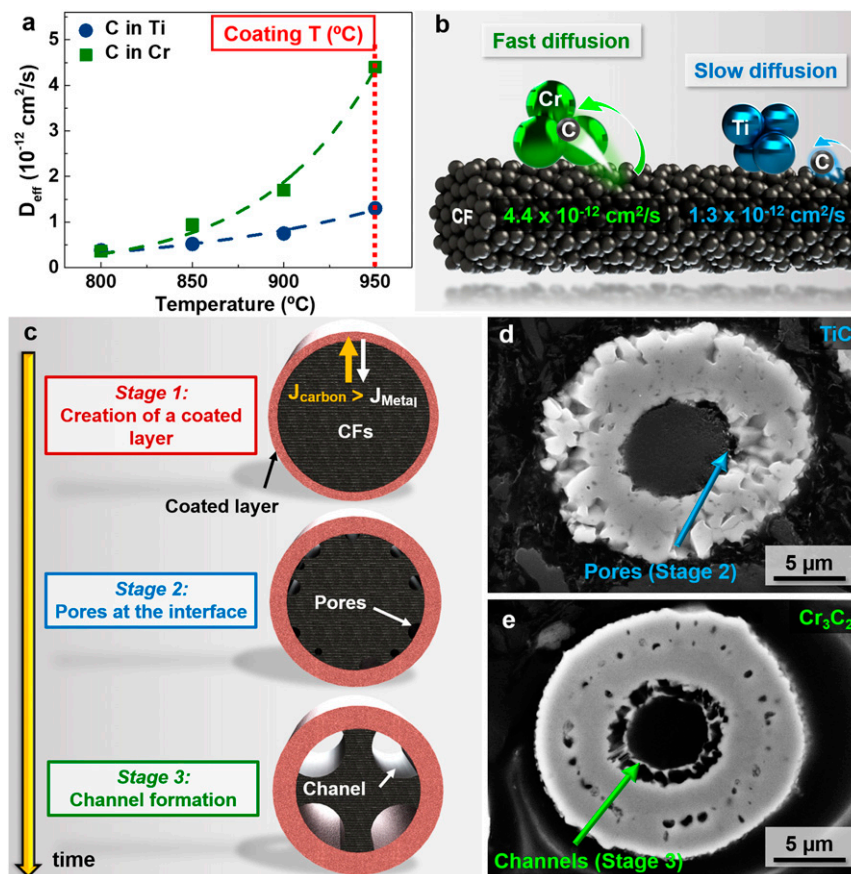 a
C in Ti
C in Cr
Coating T (ºC)
D_eff (10⁻¹² cm²/s)
5
4
3
2
1
0
800
850
900
950
Temperature (ºC)
b
Fast diffusion
Slow diffusion
Cr
C
Ti
C
CF
4.4 x 10⁻¹² cm²/s
1.3 x 10⁻¹² cm²/s
c
Stage 1:
Creation of a coated
layer
J_carbon > J_Metal
CFs
Coated layer
Stage 2:
Pores at the interface
Pores
Stage 3:
Channel formation
Chanel
time
d
TiC
Pores (Stage 2)
5 µm
e
Cr₃C₂
Channels (Stage 3)
5 µm